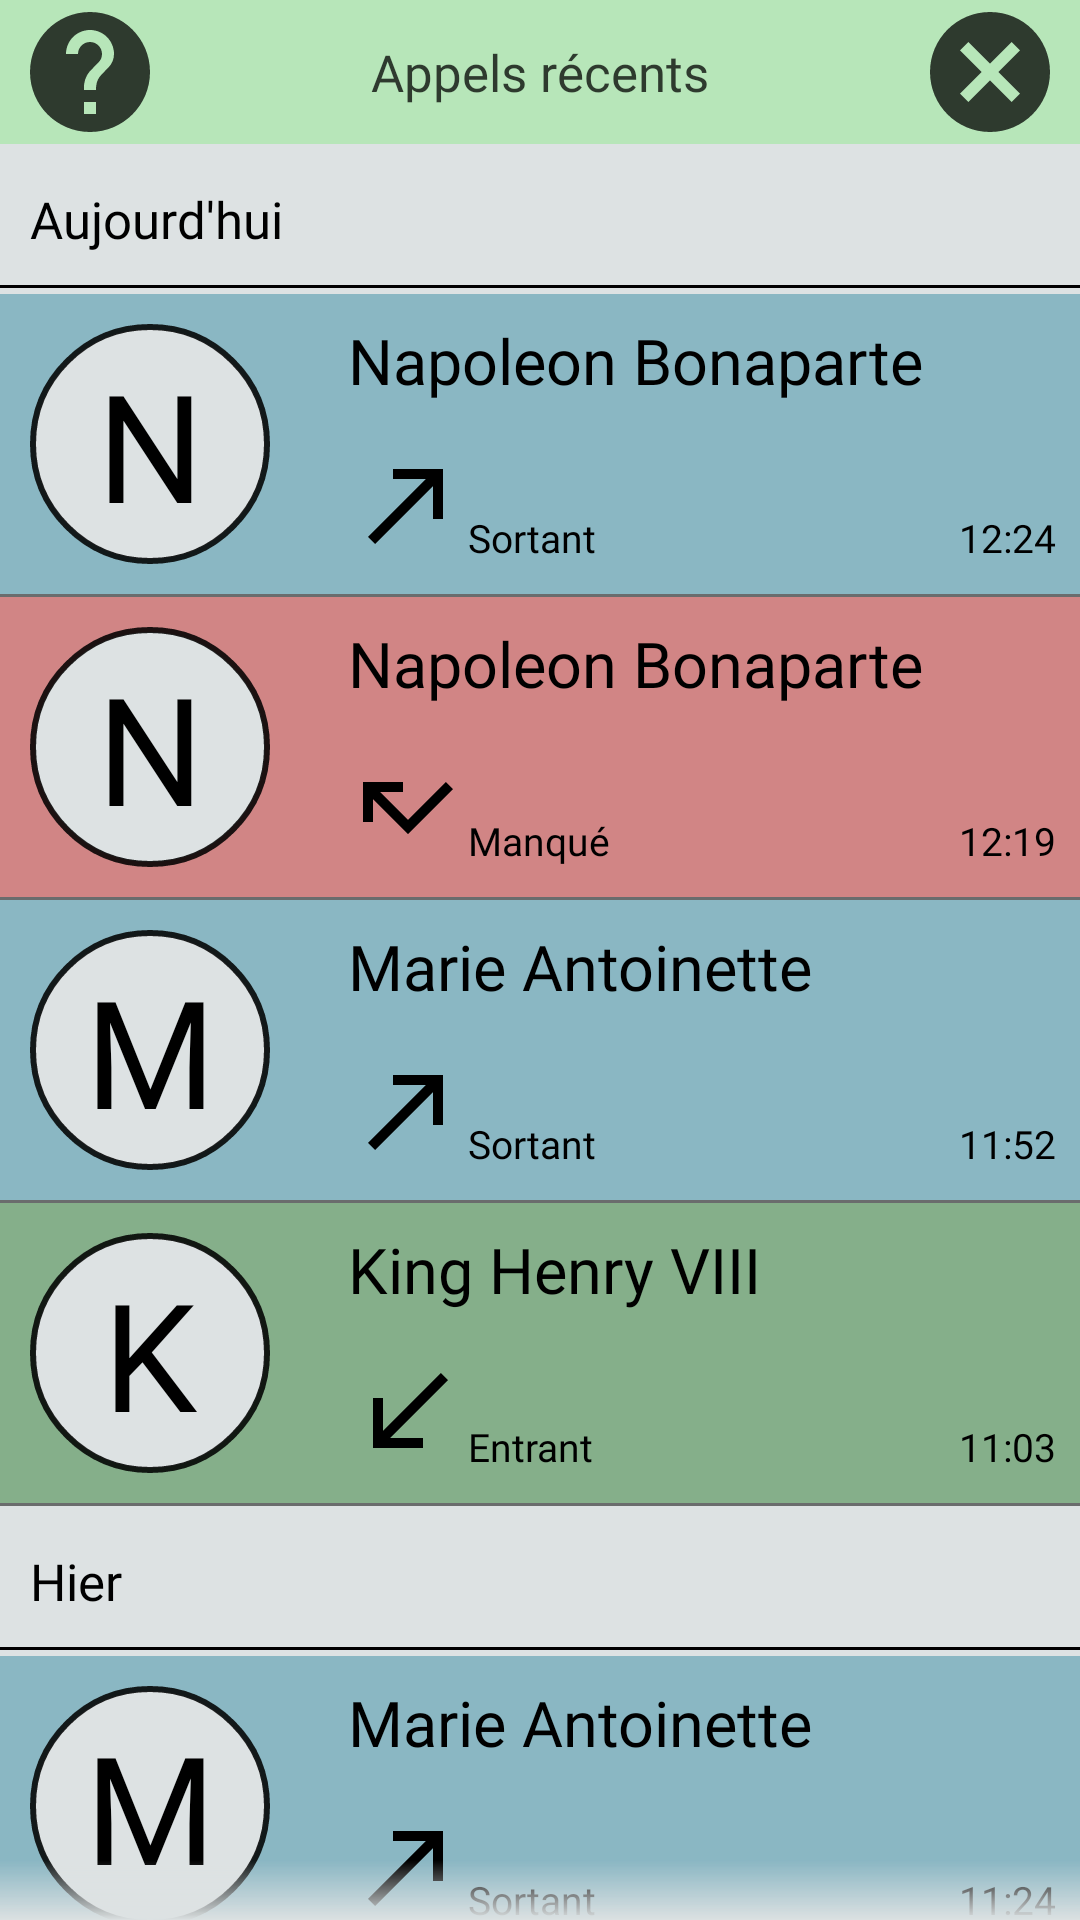 Appels récents
Aujourd'hui
N
Napoleon Bonaparte
Sortant 12:24
N
Napoleon Bonaparte
Manqué 12:19
M
Marie Antoinette
Sortant 11:52
K
King Henry VIII
Entrant 11:03
Hier
M
Marie Antoinette
Sortant 11:24